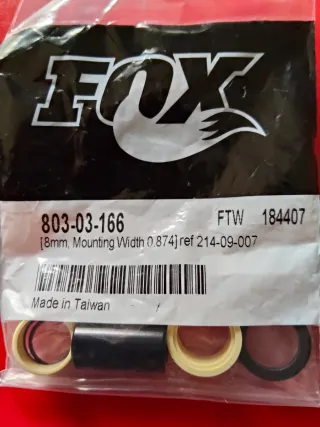 FOX
803-03-166 FTW 184407
[8mm, Mounting Width 0.874] ref 214-09-007
Made in Taiwan